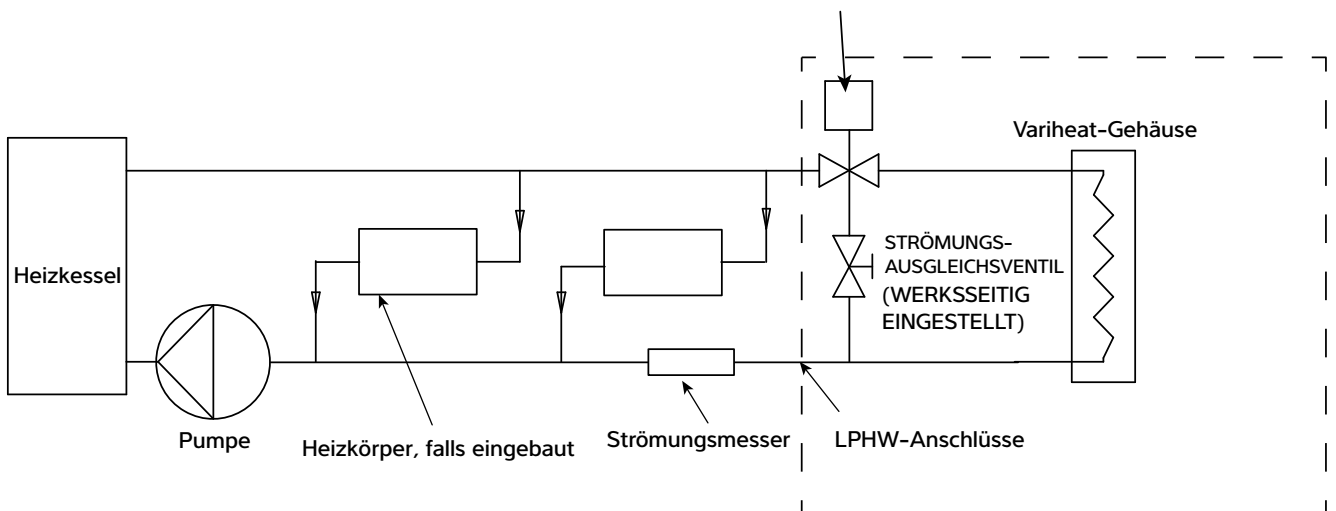 Variheat-Gehäuse
Heizkessel
STRÖMUNGS-
AUSGLEICHSVENTIL
(WERKSSEITIG
EINGESTELLT)
Pumpe
Heizkörper, falls eingebaut
Strömungsmesser
LPHW-Anschlüsse